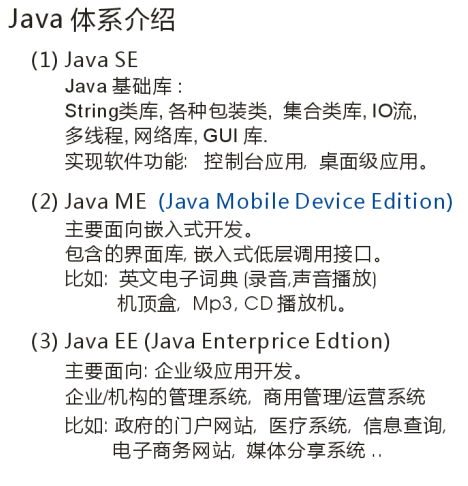 Java 体系介绍
(1) Java SE
Java 基础库 :
String类库, 各种包装类, 集合类库, IO流,
多线程, 网络库, GUI 库.
实现软件功能: 控制台应用, 桌面级应用。
(2) Java ME (Java Mobile Device Edition)
主要面向嵌入式开发。
包含的界面库, 嵌入式低层调用接口。
比如: 英文电子词典 (录音,声音播放)
机顶盒, Mp3, CD 播放机。
(3) Java EE (Java Enterprice Edtion)
主要面向: 企业级应用开发。
企业/机构的管理系统, 商用管理/运营系统
比如: 政府的门户网站, 医疗系统, 信息查询,
电子商务网站, 媒体分享系统 ..